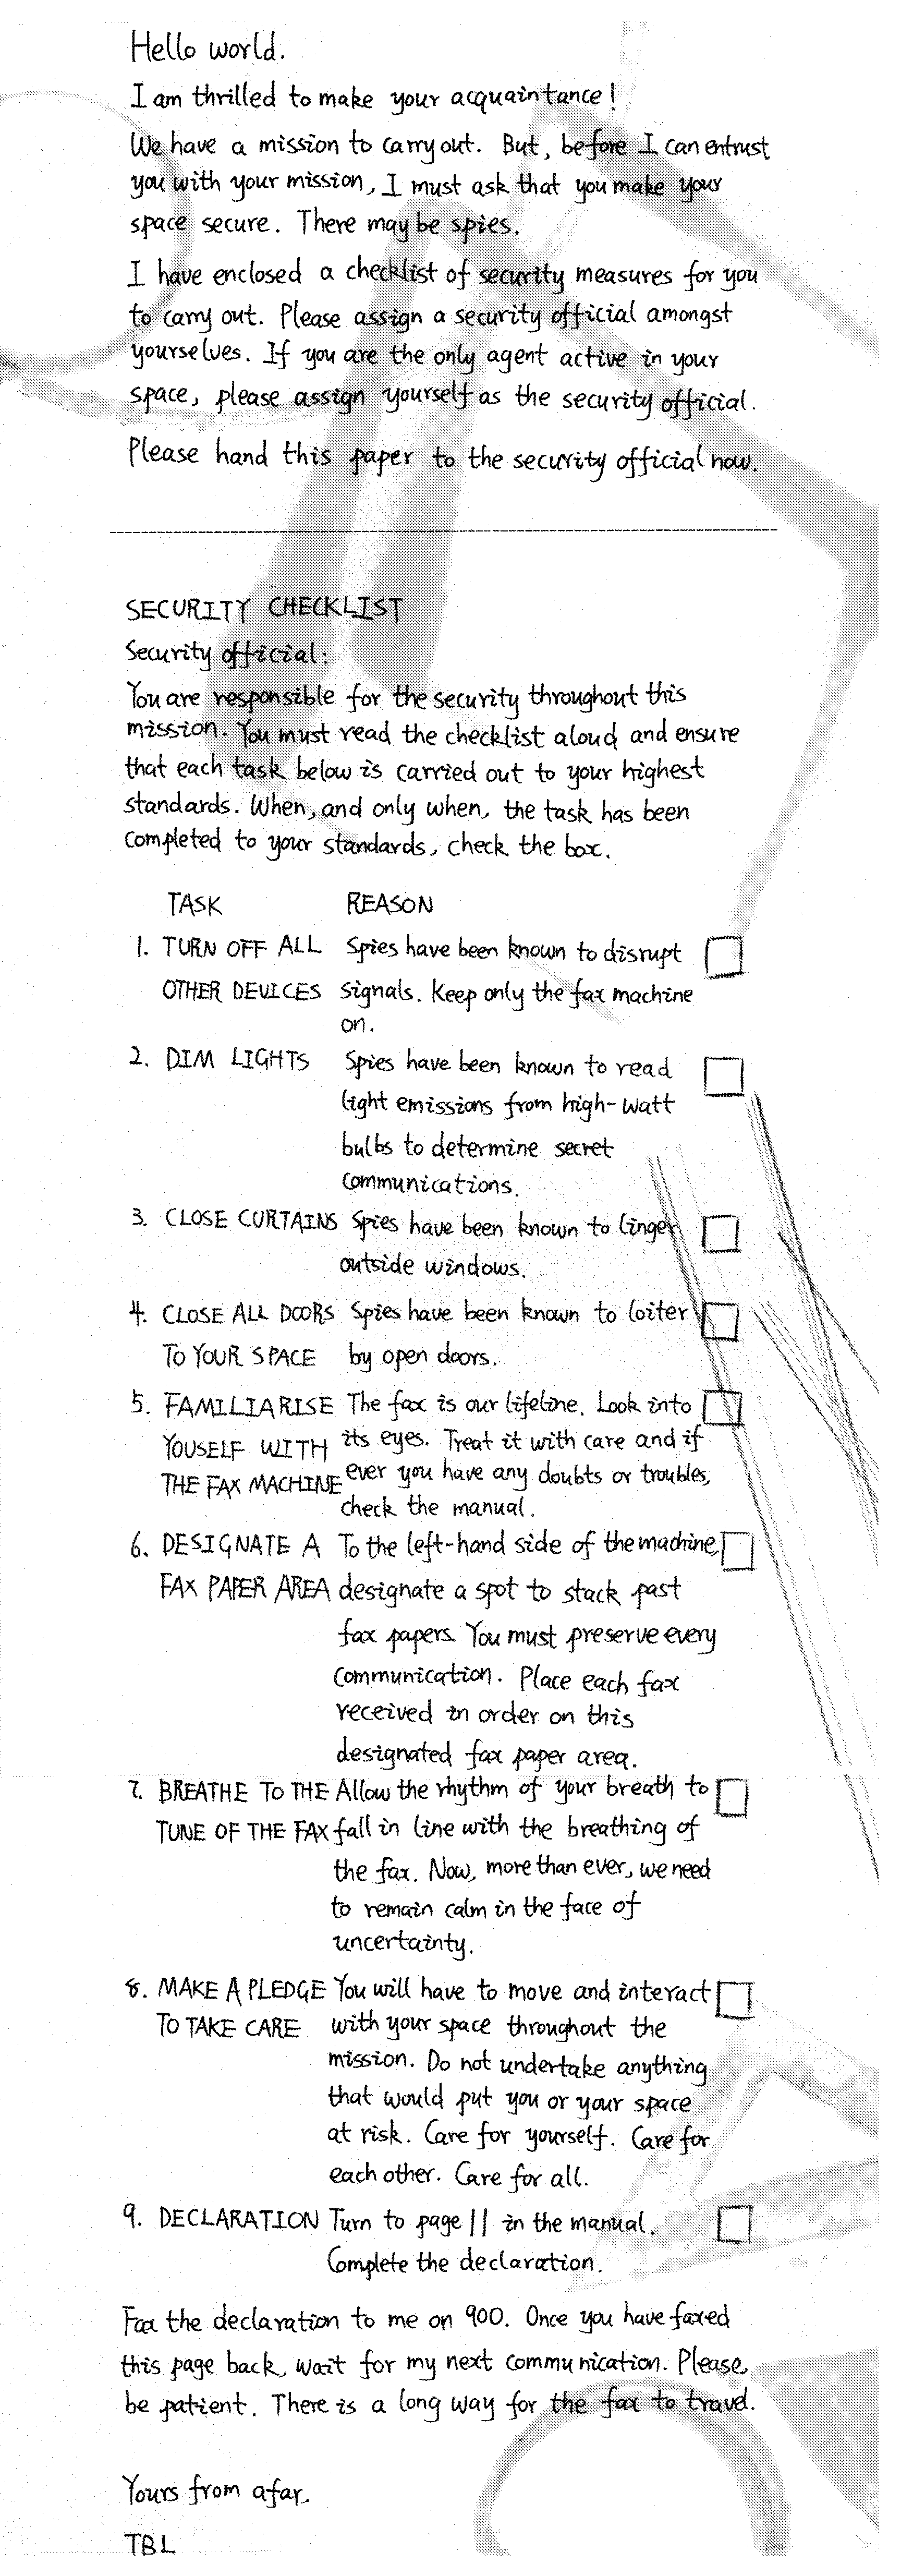 Hello world.
I am thrilled to make your acquaintance!
We have a mission to carry out. But, before I can entrust
you with your mission, I must ask that you make your
space secure. There may be spies.
I have enclosed a checklist of security measures for you
to carry out. Please assign a security official amongst
yourselves. If you are the only agent active in your
space, please assign yourself as the security official.
Please hand this paper to the security official now.
SECURITY CHECKLIST
Security official:
You are responsible for the security throughout this
mission. You must read the checklist aloud and ensure
that each task below is carried out to your highest
standards. When, and only when, the task has been
completed to your standards, check the box.
TASK REASON
1. TURN OFF ALL Spies have been known to disrupt
OTHER DEVICES signals. Keep only the fax machine
on.
2. DIM LIGHTS Spies have been known to read
light emissions from high-watt
bulbs to determine secret
communications.
3. CLOSE CURTAINS Spies have been known to linger
outside windows.
4. CLOSE ALL DOORS Spies have been known to loiter
TO YOUR SPACE by open doors.
5. FAMILIARISE The fax is our lifeline. Look into
YOUSELF WITH its eyes. Treat it with care and if
THE FAX MACHINE ever you have any doubts or troubles,
check the manual.
6. DESIGNATE A To the left-hand side of the machine,
FAX PAPER AREA designate a spot to stack past
fax papers. You must preserve every
communication. Place each fax
received in order on this
designated fax paper area.
7. BREATHE TO THE Allow the rhythm of your breath to
TUNE OF THE FAX fall in line with the breathing of
the fax. Now, more than ever, we need
to remain calm in the face of
uncertainty.
8. MAKE A PLEDGE You will have to move and interact
TO TAKE CARE with your space throughout the
mission. Do not undertake anything
that would put you or your space
at risk. Care for yourself. Care for
each other. Care for all.
9. DECLARATION Turn to page 11 in the manual.
Complete the declaration.
Fax the declaration to me on 900. Once you have faxed
this page back, wait for my next communication. Please,
be patient. There is a long way for the fax to travel.
Yours from afar,
TBL